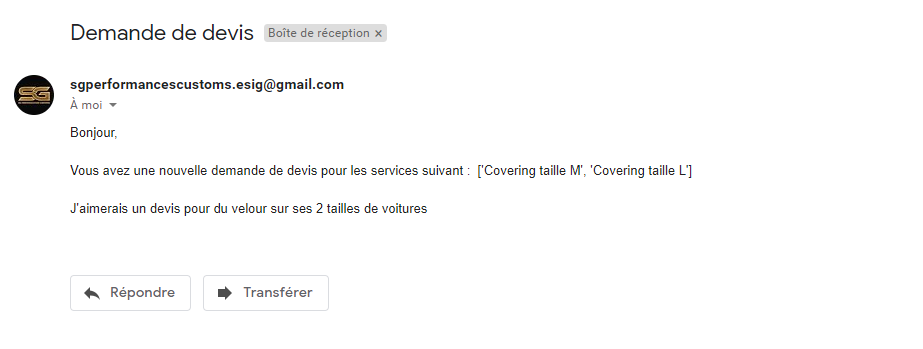 Demande de devis Boîte de réception ×
SG
sgperformancescustoms.esig@gmail.com
À moi
Bonjour,
Vous avez une nouvelle demande de devis pour les services suivant : ['Covering taille M', 'Covering taille L']
J'aimerais un devis pour du velour sur ses 2 tailles de voitures
Répondre Transférer